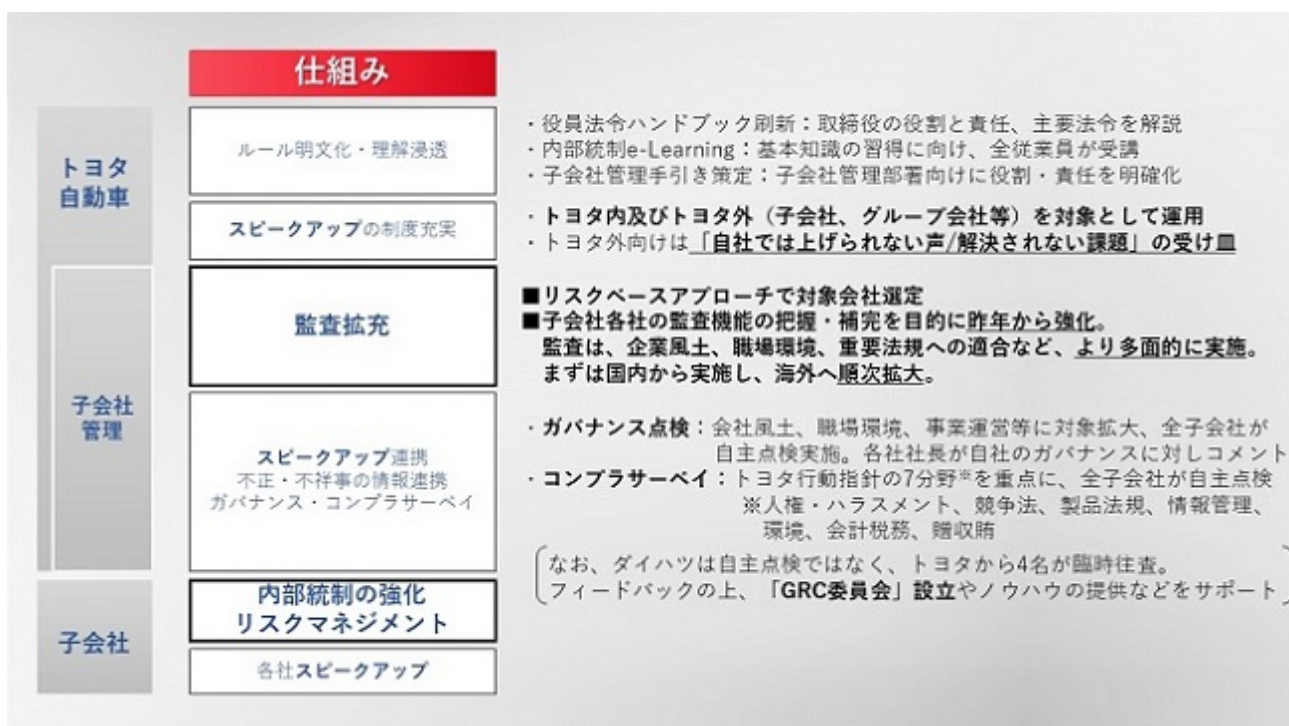 仕組み
トヨタ
自動車
ルール明文化・理解浸透
・役員法令ハンドブック刷新：取締役の役割と責任、主要法令を解説
・内部統制e-Learning：基本知識の習得に向け、全従業員が受講
・子会社管理手引き策定：子会社管理部署向けに役割・責任を明確化
スピークアップの制度充実
・トヨタ内及びトヨタ外（子会社、グループ会社等）を対象として運用
・トヨタ外向けは「自社では上げられない声/解決されない課題」の受け皿
子会社
管理
監査拡充
■リスクベースアプローチで対象会社選定
■子会社各社の監査機能の把握・補完を目的に昨年から強化。
監査は、企業風土、職場環境、重要法規への適合など、より多面的に実施。
まずは国内から実施し、海外へ順次拡大。
スピークアップ連携
不正・不祥事の情報連携
ガバナンス・コンプラサーベイ
・ガバナンス点検：会社風土、職場環境、事業運営等に対象拡大、全子会社が
自主点検実施。各社社長が自社のガバナンスに対しコメント
・コンプラサーベイ：トヨタ行動指針の7分野※を重点に、全子会社が自主点検
※人権・ハラスメント、競争法、製品法規、情報管理、
環境、会計税務、贈収賄
なお、ダイハツは自主点検ではなく、トヨタから4名が臨時往査。
フィードバックの上、「GRC委員会」設立やノウハウの提供などをサポート
子会社
内部統制の強化
リスクマネジメント
各社スピークアップ